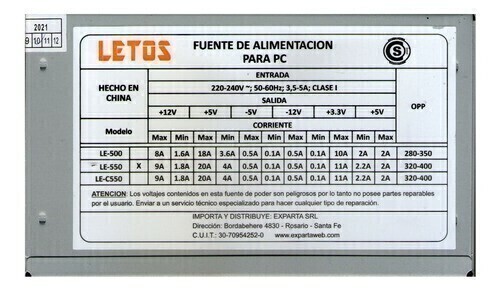 2021
9 10 11 12
LETOS
FUENTE DE ALIMENTACION
PARA PC
S
HECHO EN
CHINA
ENTRADA
220-240V ~; 50-60Hz; 3,5-5A; CLASE I
SALIDA
+12V +5V -5V -12V +3.3V +5V OPP
Modelo
CORRIENTE
Max Min Max Min Max Min Max Min Max Min Max Min
LE-500 8A 1.6A 18A 3.6A 0.5A 0.1A 0.5A 0.1A 0.1A 10A 2A 2A 280-350
LE-550 X 9A 1.8A 20A 4A 0.5A 0.1A 0.5A 0.1A 11A 2.2A 2A 2A 320-400
LE-C550 9A 1.8A 20A 4A 0.5A 0.1A 0.5A 0.1A 11A 2.2A 2A 2A 320-400
ATENCION: Los voltajes contenidos en esta fuente de poder son peligrosos por lo tanto no posee partes reparables
por el usuario. Enviar a un servicio técnico especializado para hacer cualquier tipo de reparación.
IMPORTA Y DISTRIBUYE: EXPARTA SRL
Dirección: Bordabehere 4830 - Rosario - Santa Fe
C.U.I.T.: 30-70954252-0 www.expartaweb.com